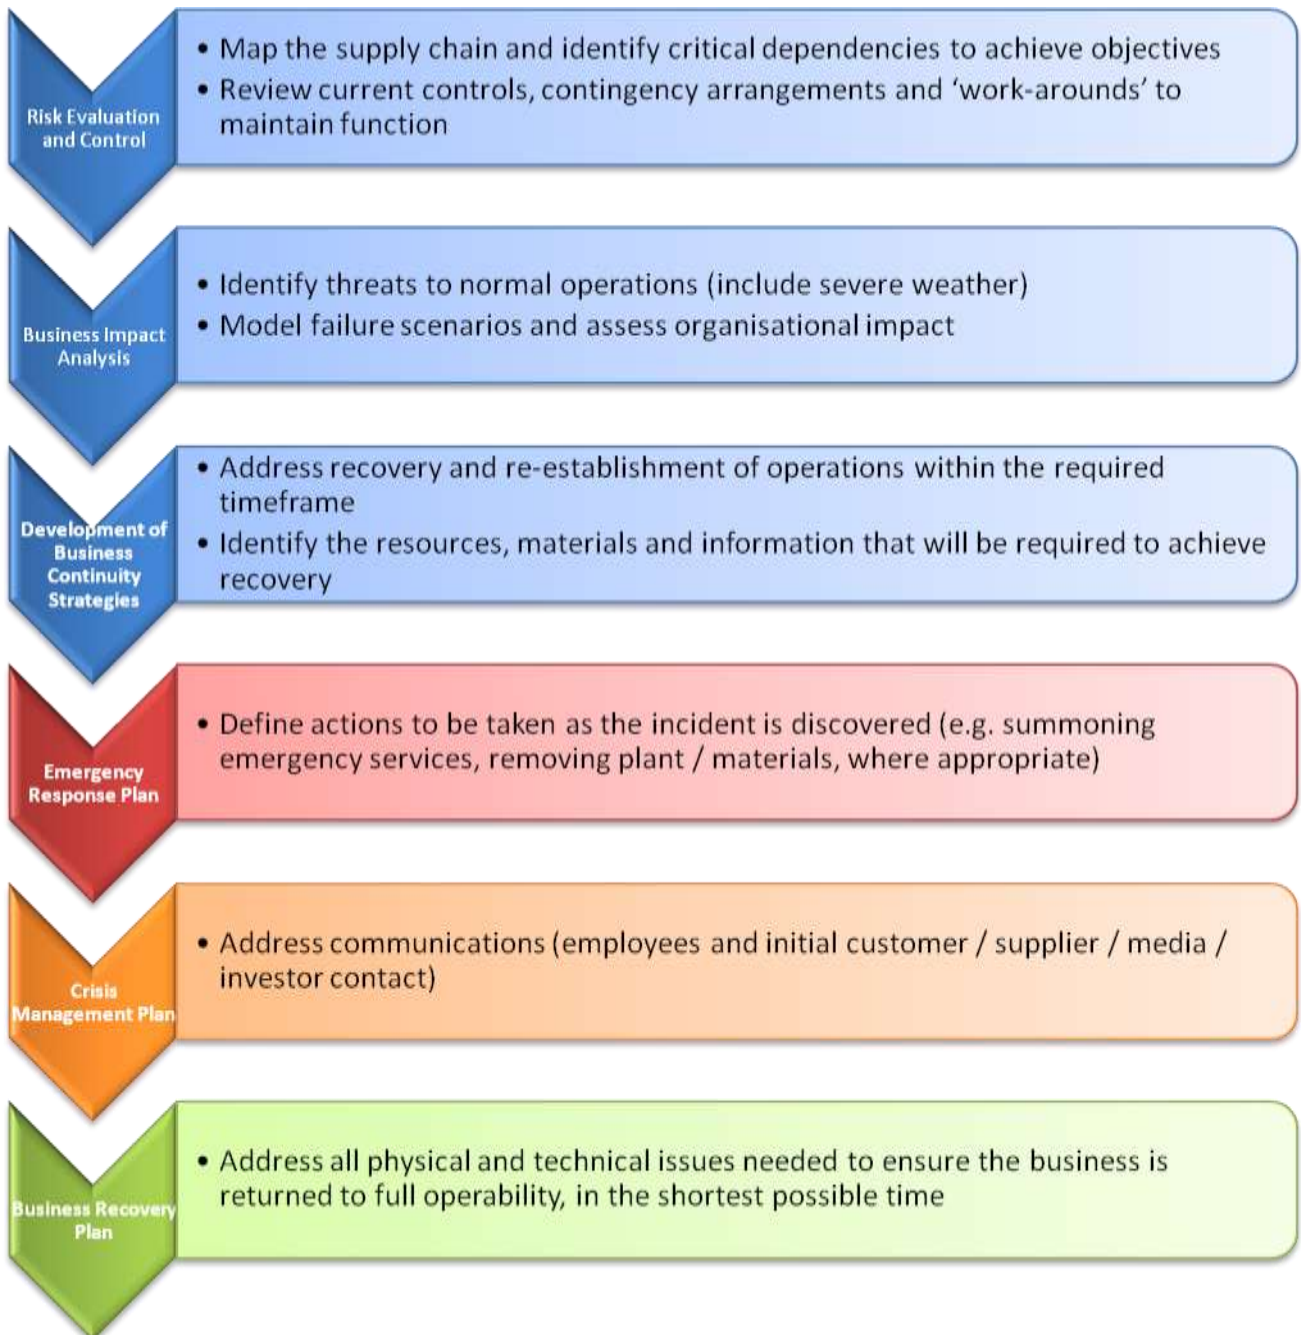 Risk Evaluation
and Control
• Map the supply chain and identify critical dependencies to achieve objectives
• Review current controls, contingency arrangements and ‘work-arounds’ to
maintain function
Business Impact
Analysis
• Identify threats to normal operations (include severe weather)
• Model failure scenarios and assess organisational impact
Development of
Business
Continuity
Strategies
• Address recovery and re-establishment of operations within the required
timeframe
• Identify the resources, materials and information that will be required to achieve
recovery
Emergency
Response Plan
• Define actions to be taken as the incident is discovered (e.g. summoning
emergency services, removing plant / materials, where appropriate)
Crisis
Management Plan
• Address communications (employees and initial customer / supplier / media /
investor contact)
Business Recovery
Plan
• Address all physical and technical issues needed to ensure the business is
returned to full operability, in the shortest possible time